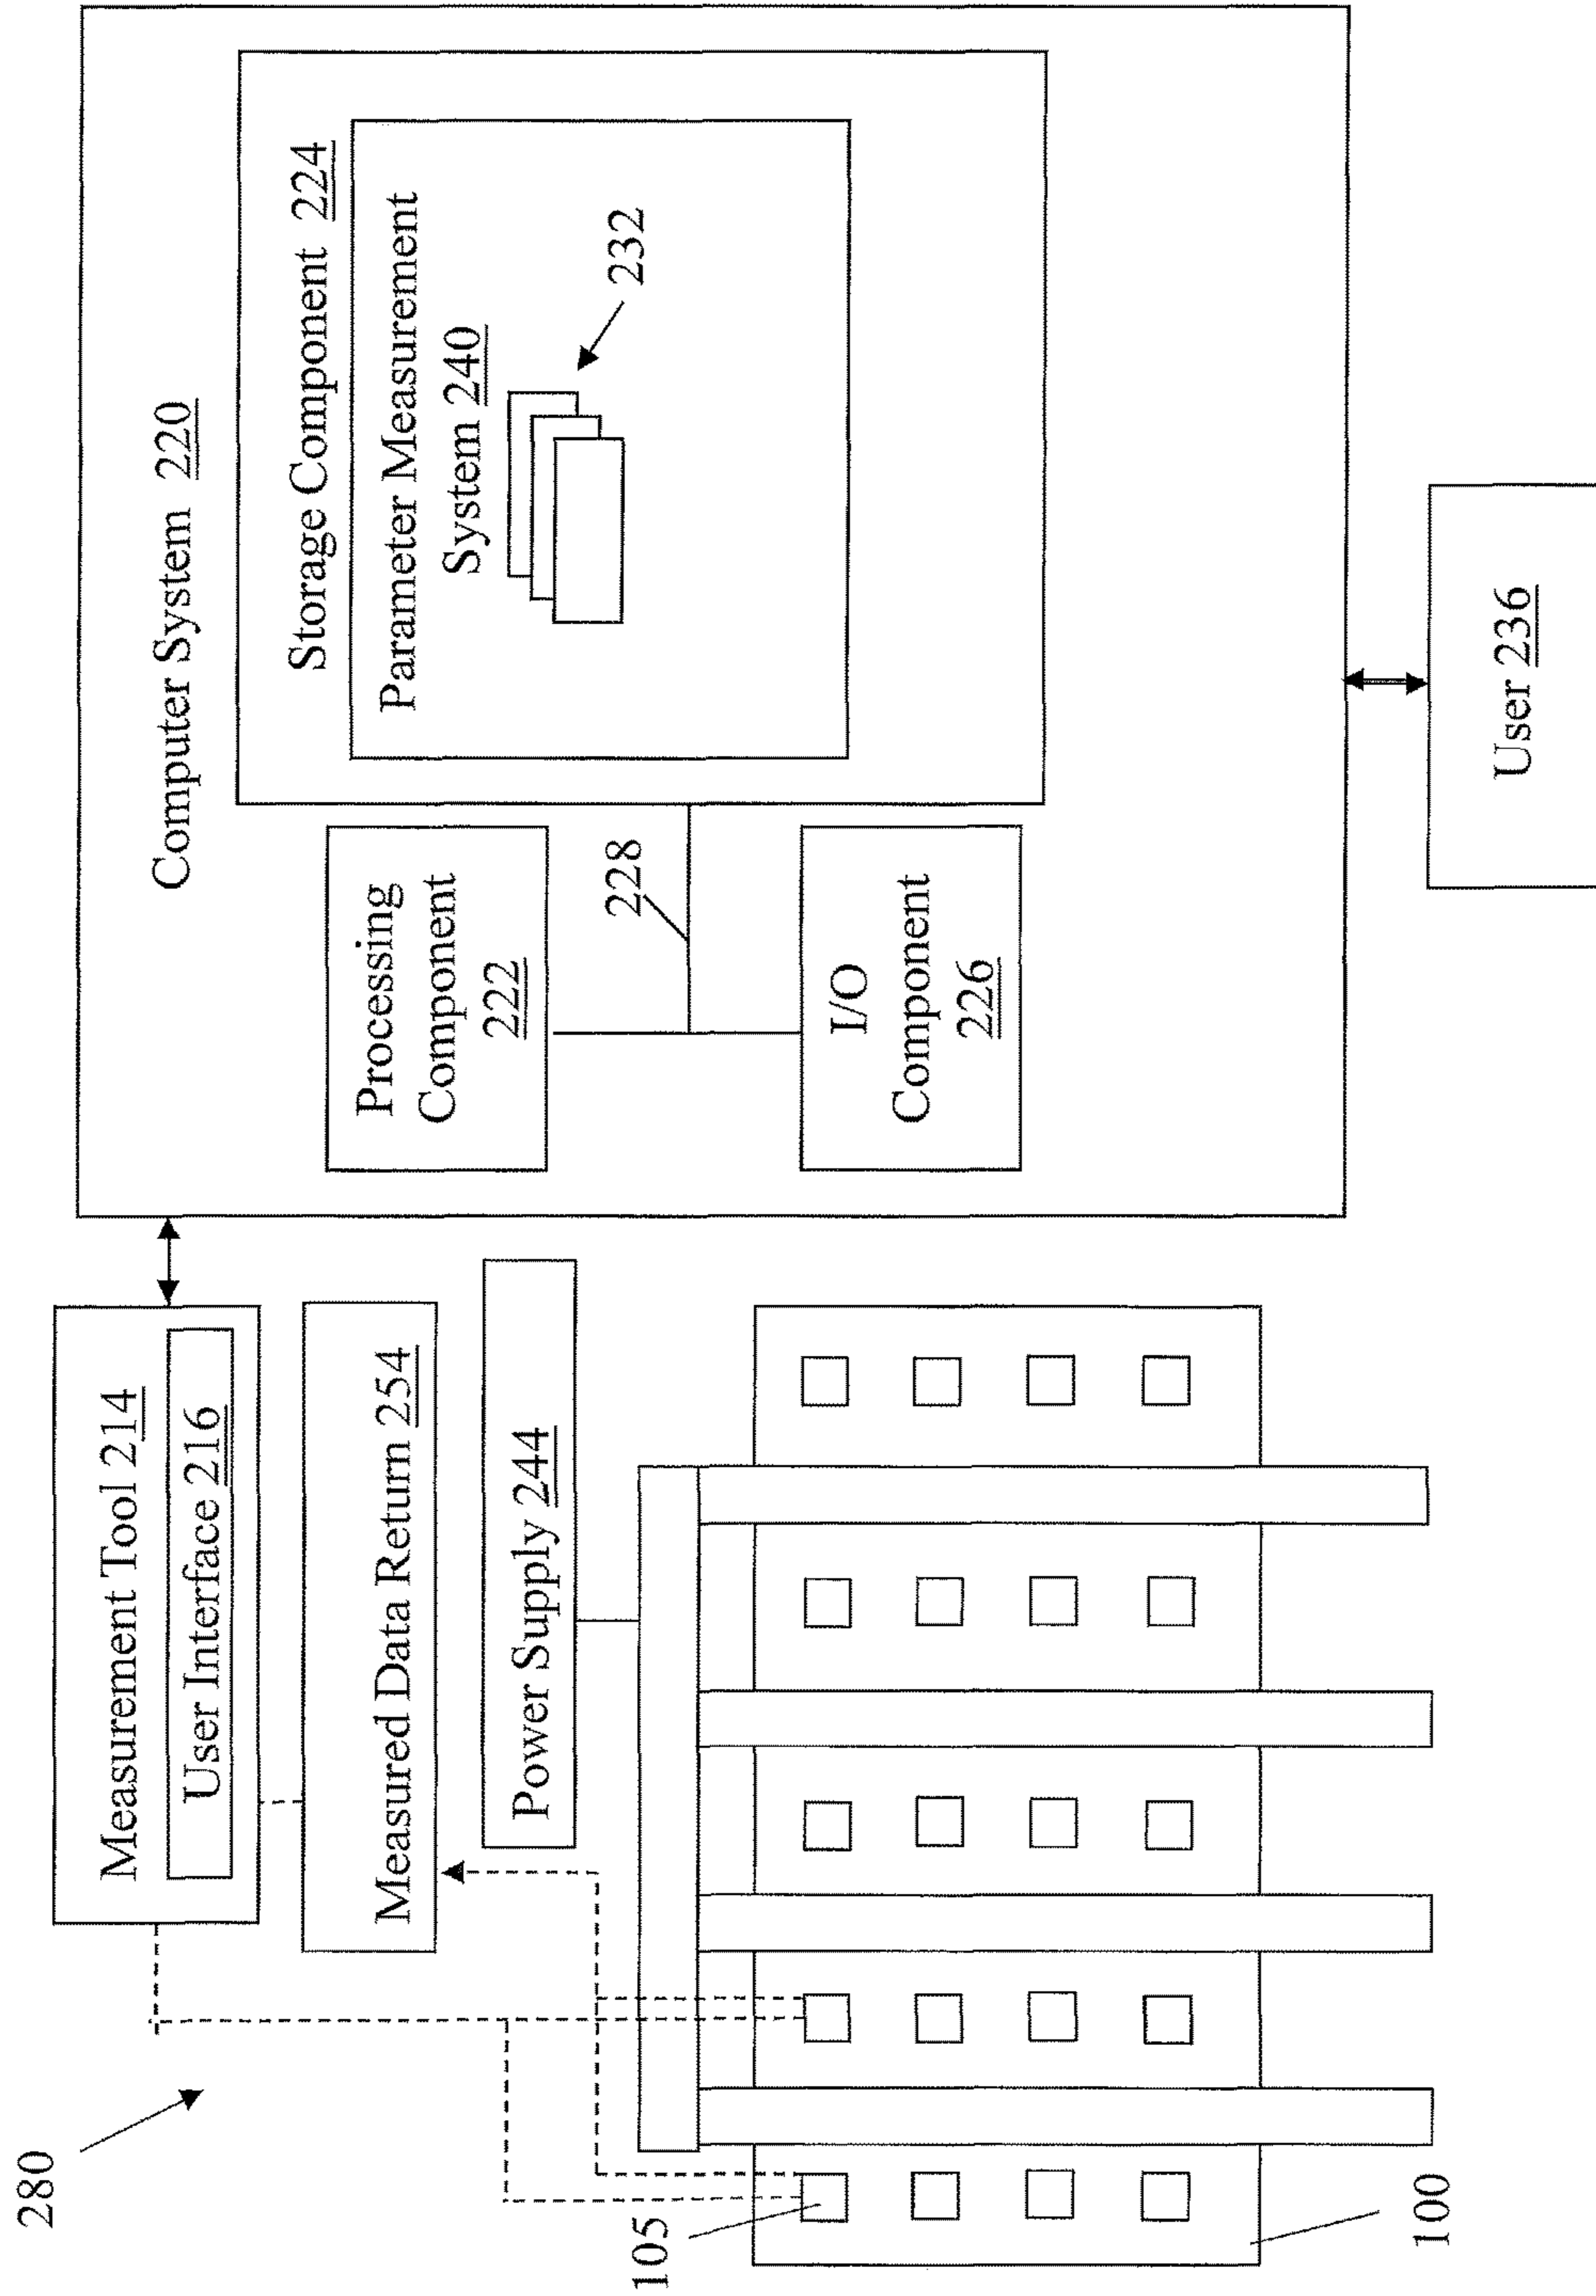 280
Measurement Tool 214
User Interface 216
Measured Data Return 254
Power Supply 244
105
100
Computer System 220
Storage Component 224
Parameter Measurement
System 240
232
Processing
Component
222
228
I/O
Component
226
User 236